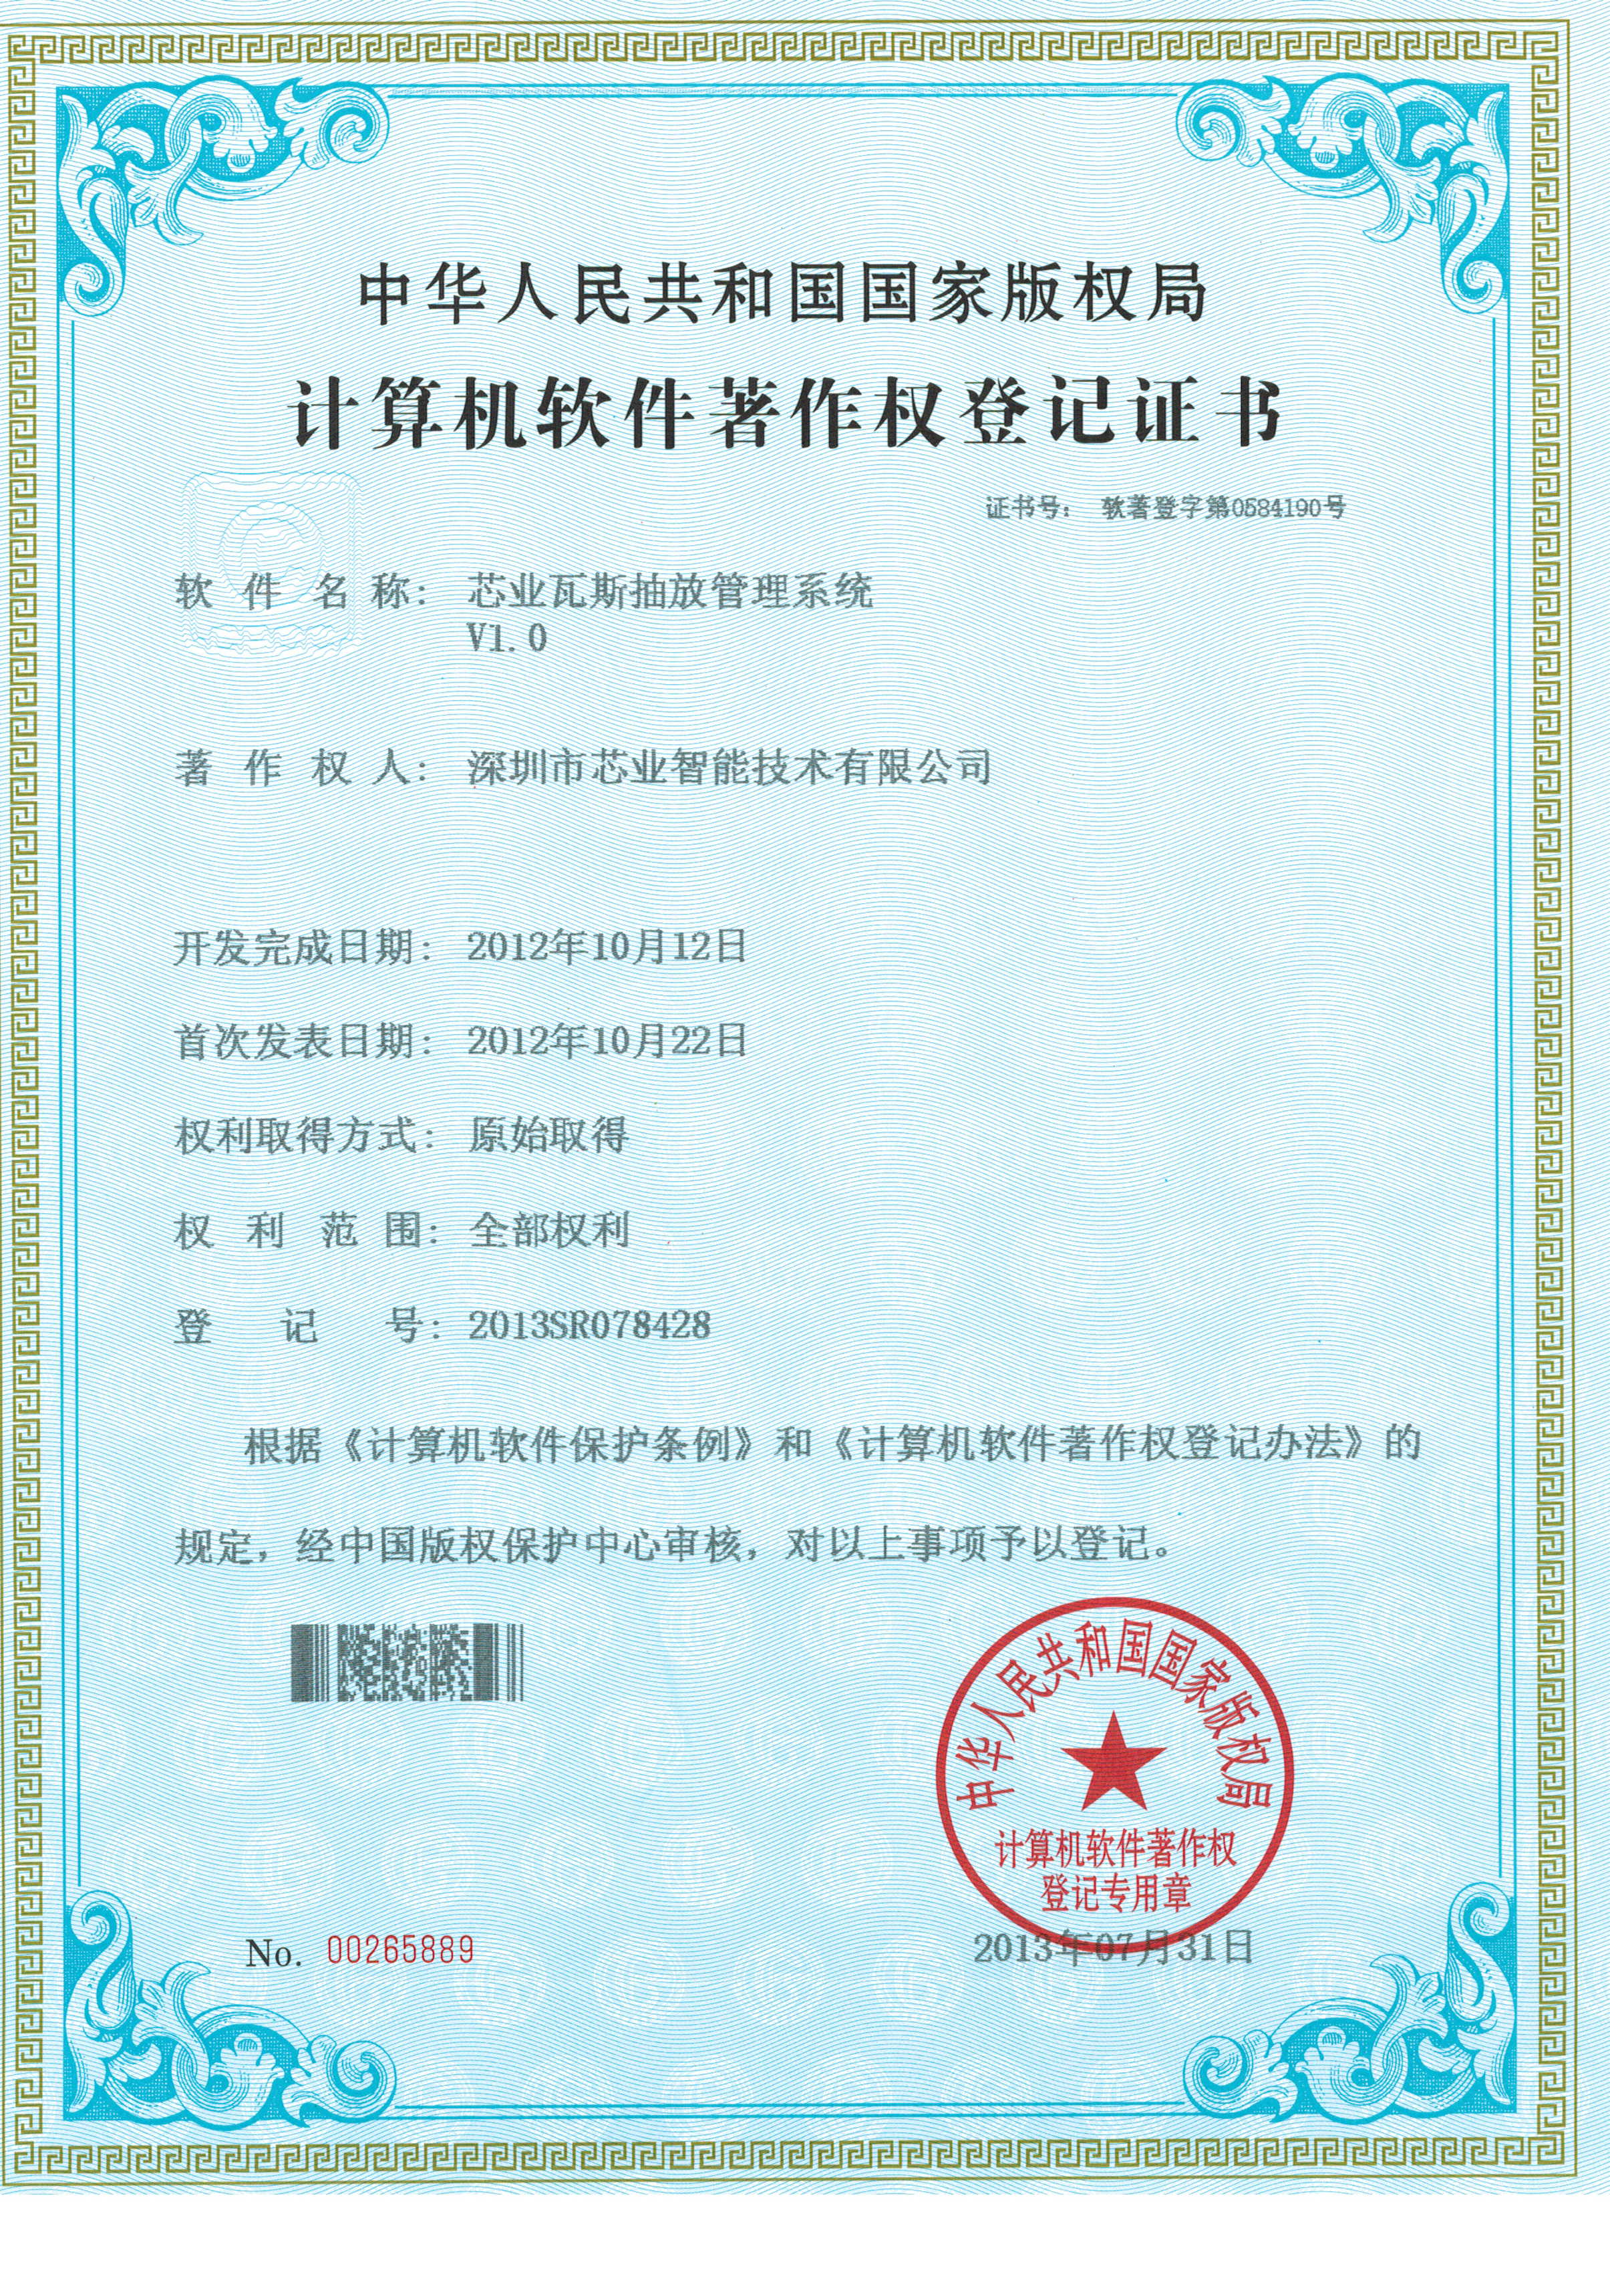 中华人民共和国国家版权局
计算机软件著作权登记证书
证书号： 软著登字第0584190号
软件名称： 芯业瓦斯抽放管理系统
V1.0
著作权人： 深圳市芯业智能技术有限公司
开发完成日期： 2012年10月12日
首次发表日期： 2012年10月22日
权利取得方式： 原始取得
权利范围： 全部权利
登记号： 2013SR078428
根据《计算机软件保护条例》和《计算机软件著作权登记办法》的
规定，经中国版权保护中心审核，对以上事项予以登记。
中华人民共和国国家版权局
计算机软件著作权
登记专用章
No. 00265889
2013年07月31日